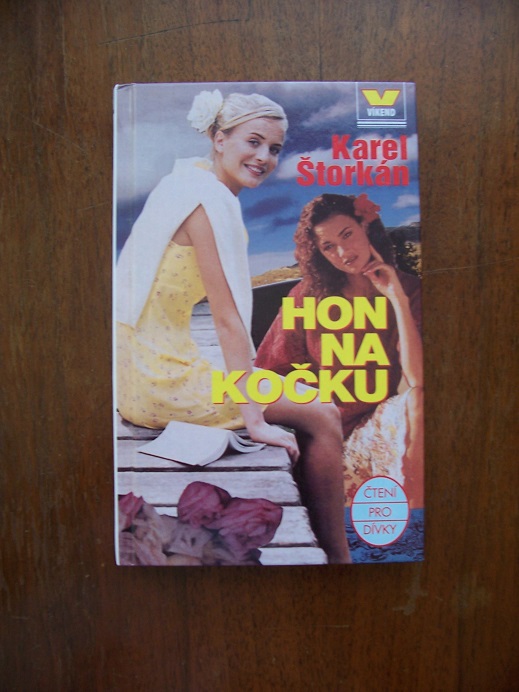 VÍKEND
Karel
Štorkán
HON
NA
KOČKU
ČTENÍ
PRO
DÍVKY